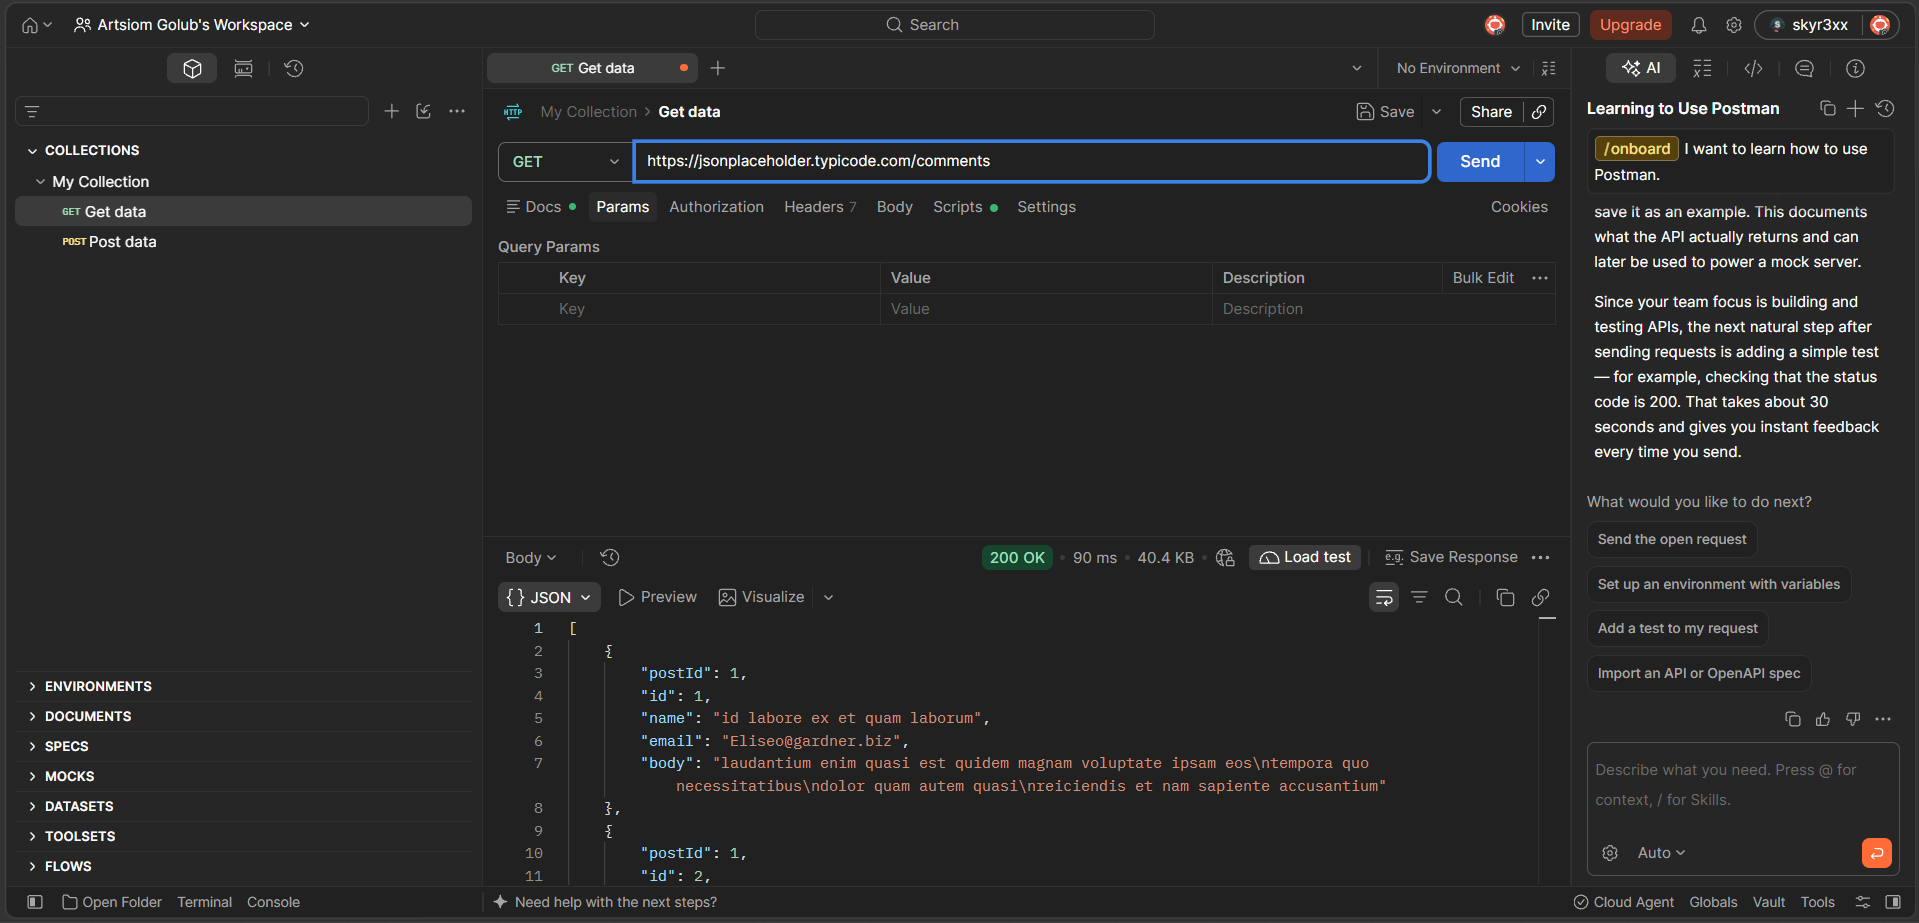 Artsiom Golub's Workspace
Search
Invite
Upgrade
skyr3xx
GET Get data
No Environment
AI
My Collection > Get data
HTTP
Save
Share
GET
https://jsonplaceholder.typicode.com/comments
Send
Docs
Params
Authorization
Headers 7
Body
Scripts
Settings
Cookies
Query Params
Key
Value
Description
Bulk Edit
Key
Value
Description
COLLECTIONS
My Collection
GET Get data
POST Post data
ENVIRONMENTS
DOCUMENTS
SPECS
MOCKS
DATASETS
TOOLSETS
FLOWS
Body
200 OK
90 ms
40.4 KB
Load test
e.g. Save Response
{} JSON
Preview
Visualize
1 [
2 {
3 "postId": 1,
4 "id": 1,
5 "name": "id labore ex et quam laborum",
6 "email": "Eliseo@gardner.biz",
7 "body": "laudantium enim quasi est quidem magnam voluptate ipsam eos\ntempora quo
necessitatibus\ndolor quam autem quasi\nreiciendis et nam sapiente accusantium"
8 },
9 {
10 "postId": 1,
11 "id": 2,
Learning to Use Postman
/onboard I want to learn how to use
Postman.
save it as an example. This documents
what the API actually returns and can
later be used to power a mock server.
Since your team focus is building and
testing APIs, the next natural step after
sending requests is adding a simple test
— for example, checking that the status
code is 200. That takes about 30
seconds and gives you instant feedback
every time you send.
What would you like to do next?
Send the open request
Set up an environment with variables
Add a test to my request
Import an API or OpenAPI spec
Describe what you need. Press @ for
context, / for Skills.
Auto
Open Folder
Terminal
Console
Need help with the next steps?
Cloud Agent
Globals
Vault
Tools